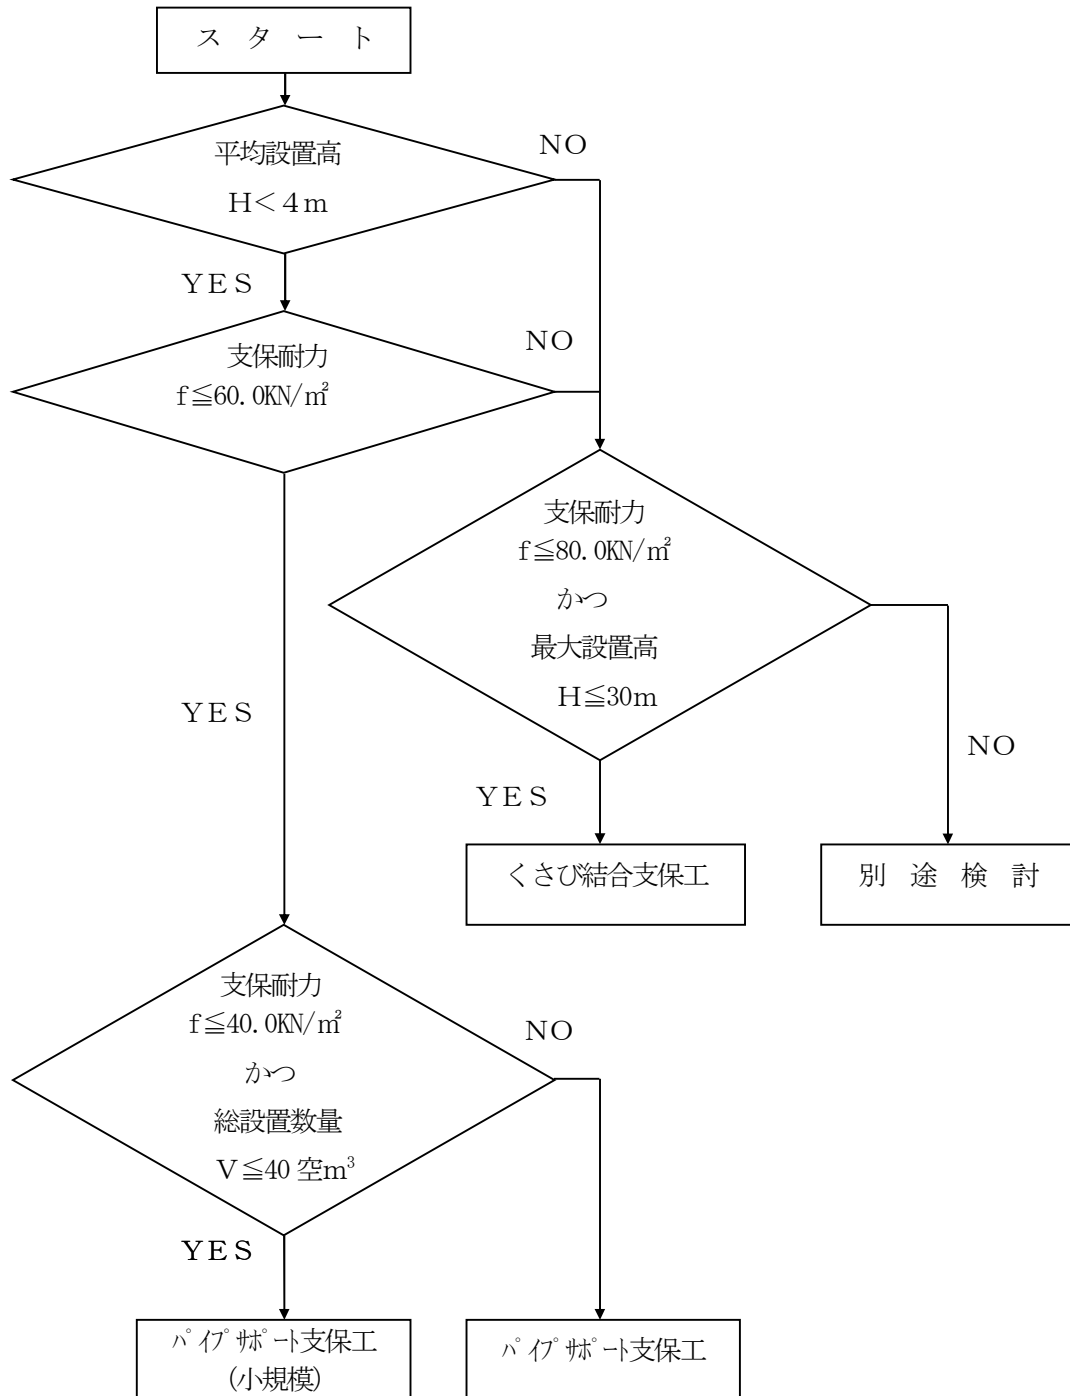 スタート
平均設置高
H＜４m
NO
YES
支保耐力
f≦60.0KN/㎡
NO
支保耐力
f≦80.0KN/㎡
かつ
最大設置高
H≦30m
YES
NO
YES
くさび結合支保工
別途検討
支保耐力
f≦40.0KN/㎡
かつ
総設置数量
V≦40 空m³
NO
YES
ﾊﾟｲﾌﾟｻﾎﾟｰﾄ支保工
(小規模)
ﾊﾟｲﾌﾟｻﾎﾟｰﾄ支保工